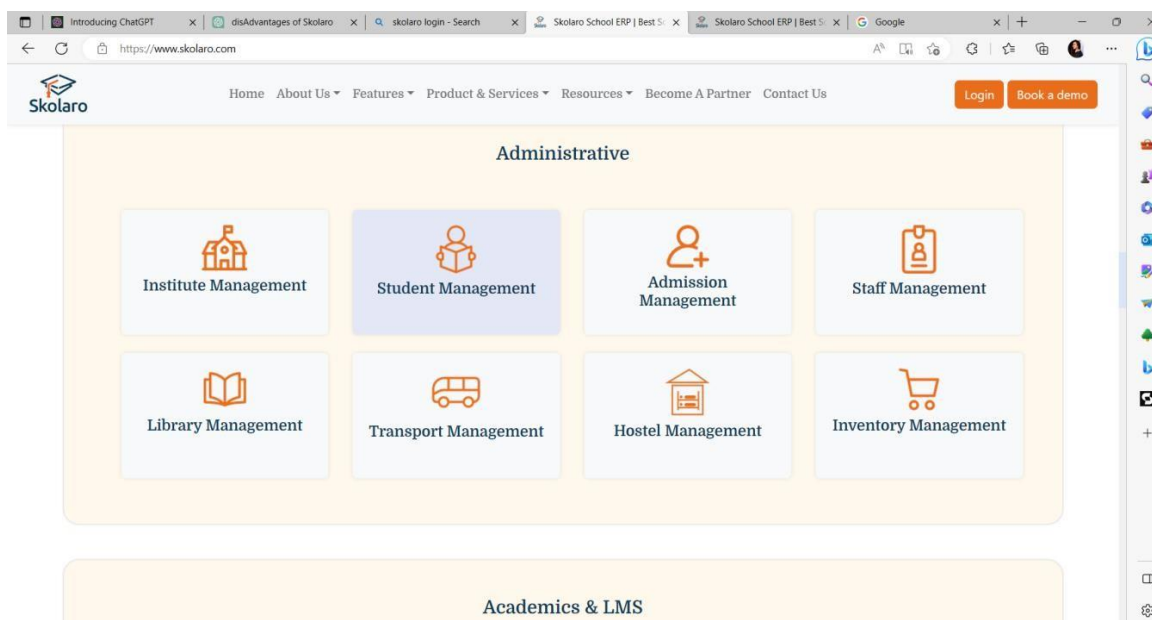 Introducing ChatGPT
disAdvantages of Skolaro
skolaro login - Search
Skolaro School ERP | Best S
Skolaro School ERP | Best S
Google
https://www.skolaro.com
Skolaro
Home About Us Features Product & Services Resources Become A Partner Contact Us
Login
Book a demo
Administrative
Institute Management
Student Management
Admission
Management
Staff Management
Library Management
Transport Management
Hostel Management
Inventory Management
Academics & LMS